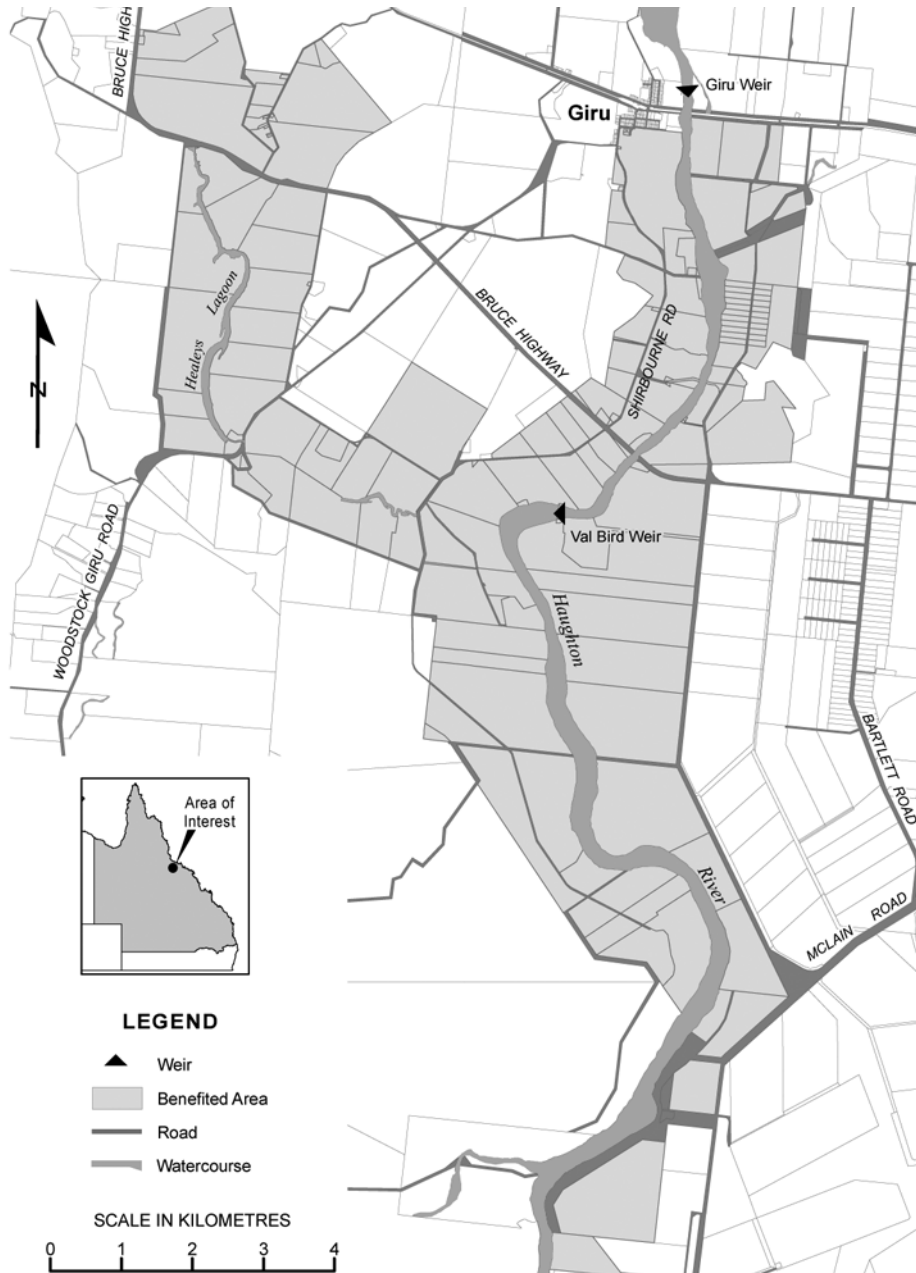 BRUCE HIGH
Giru Weir
Giru
Lagoon
Healeys
BRUCE HIGHWAY
SHIRBOURNE RD
N
Val Bird Weir
WOODSTOCK GIRU ROAD
Haughton
BARTLETT ROAD
Area of
Interest
River
MCLAIN ROAD
LEGEND
Weir
Benefited Area
Road
Watercourse
SCALE IN KILOMETRES
0 1 2 3 4